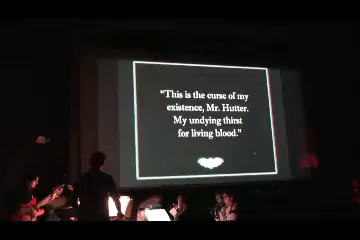 “This is the curse of my
existence, Mr. Hutter.
My undying thirst
for living blood.”